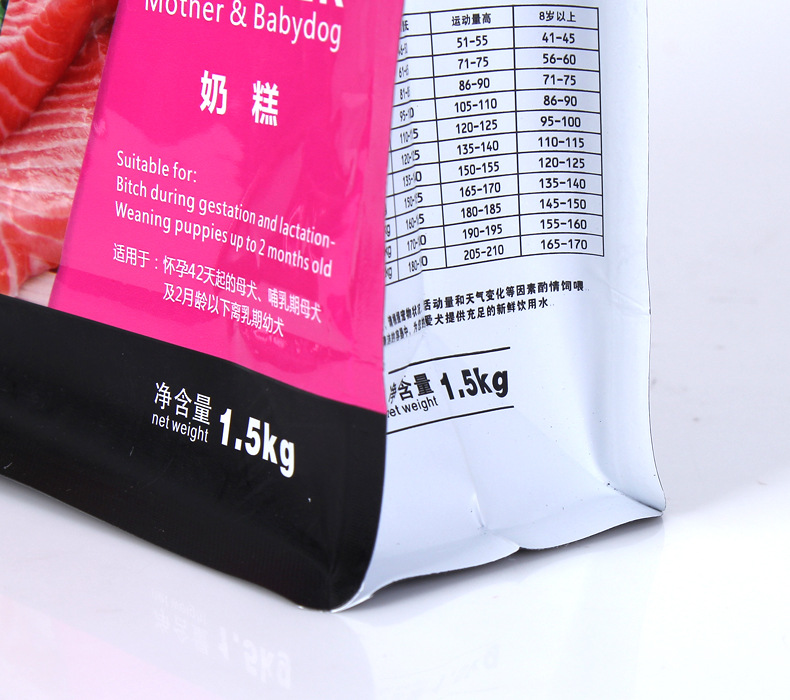 Mother & Babydog
奶 糕
Suitable for:
Bitch during gestation and lactation-
Weaning puppies up to 2 months old
适用于：怀孕42天起的母犬、哺乳期母犬
及2月龄以下离乳期幼犬
净含量
net weight 1.5kg
低 运动量高 8岁以上
51-55 41-45
71-75 56-60
86-90 71-75
105-110 86-90
120-125 95-100
135-140 110-115
150-155 120-125
165-170 135-140
180-185 145-150
190-195 155-160
205-210 165-170
活动量和天气变化等因素酌情饲喂
爱犬提供充足的新鲜饮用水
净含量
net weight 1.5kg